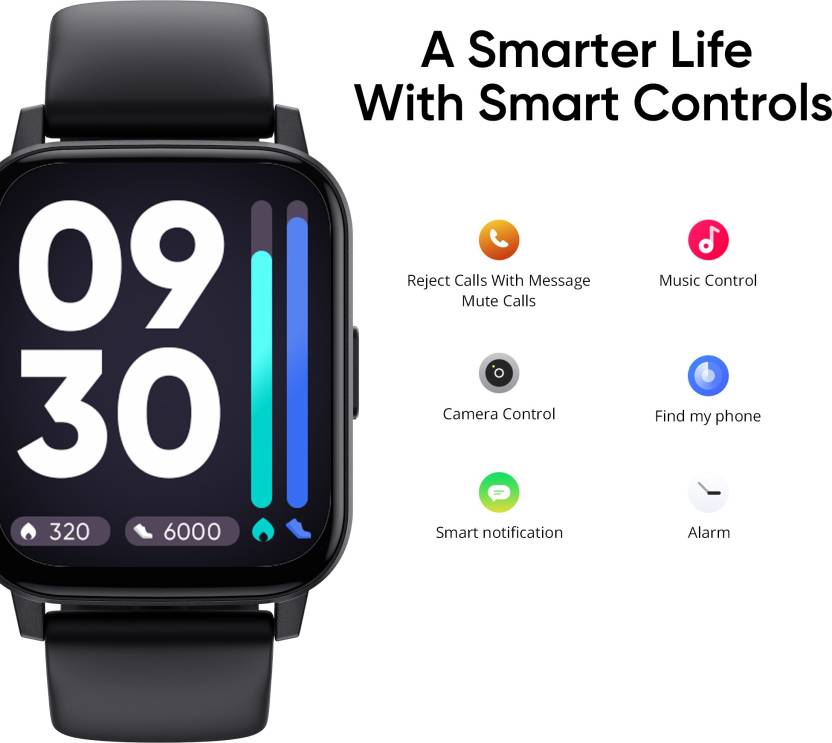 A Smarter Life
With Smart Controls
09
30
320
6000
Reject Calls With Message
Mute Calls
Music Control
Camera Control
Find my phone
Smart notification
Alarm